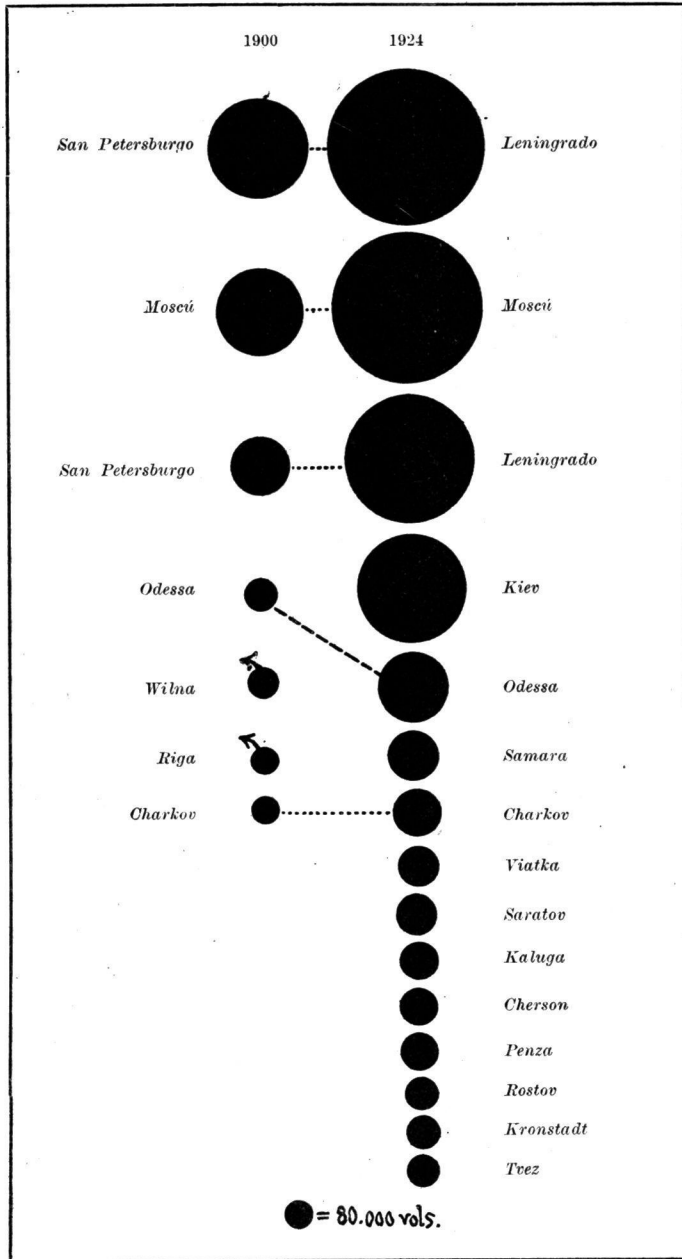 1900 1924
San Petersburgo Leningrado
Moscú Moscú
San Petersburgo Leningrado
Odessa Kiev
Wilna Odessa
Riga Samara
Charkov Charkov
Viatka
Saratov
Kaluga
Cherson
Penza
Rostov
Kronstadt
Tvez
= 80.000 vols.